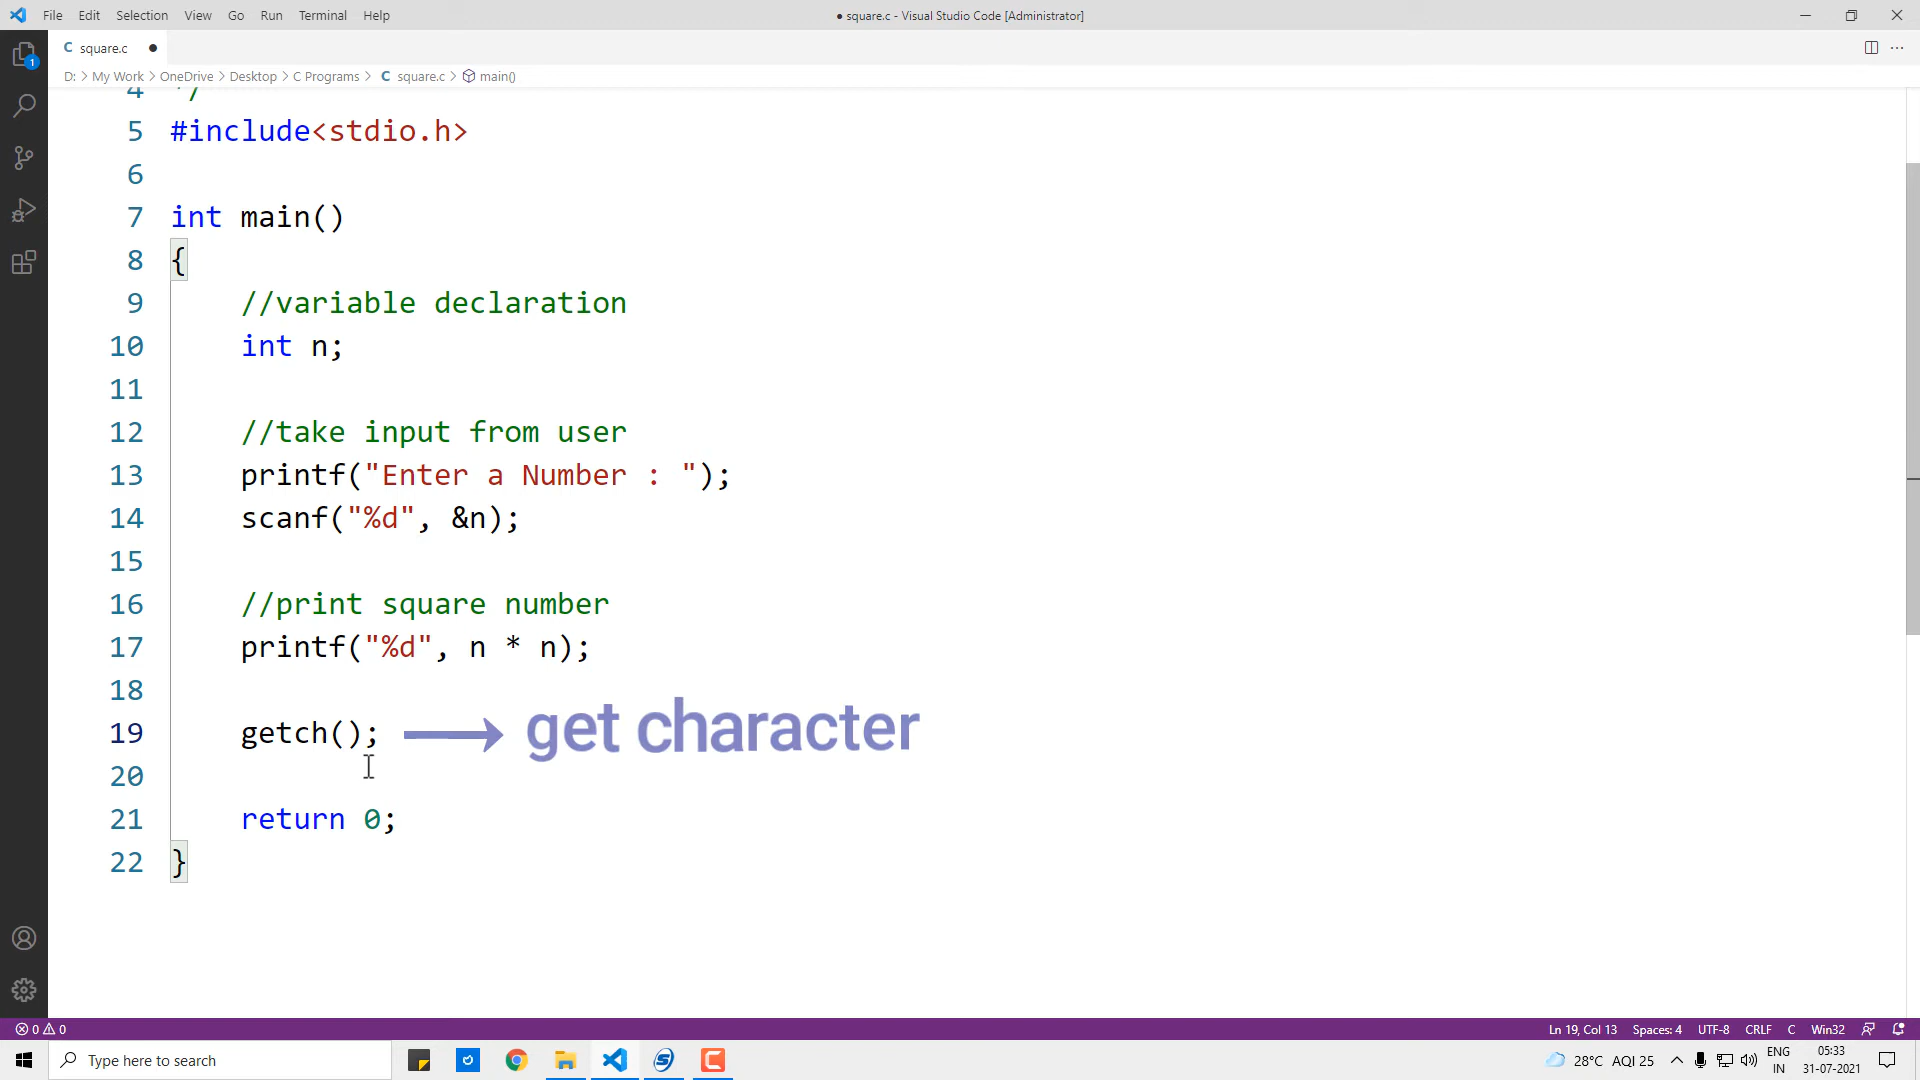 File Edit Selection View Go Run Terminal Help
● square.c - Visual Studio Code [Administrator]
C square.c ●
D: > My Work > OneDrive > Desktop > C Programs > C square.c > main()
4 */
5 #include<stdio.h>
6
7 int main()
8 {
9 //variable declaration
10 int n;
11
12 //take input from user
13 printf("Enter a Number : ");
14 scanf("%d", &n);
15
16 //print square number
17 printf("%d", n * n);
18
19 getch(); get character
20
21 return 0;
22 }
1
0 0 Ln 19, Col 13 Spaces: 4 UTF-8 CRLF C Win32
Type here to search
28°C AQI 25
ENG
IN
05:33
31-07-2021